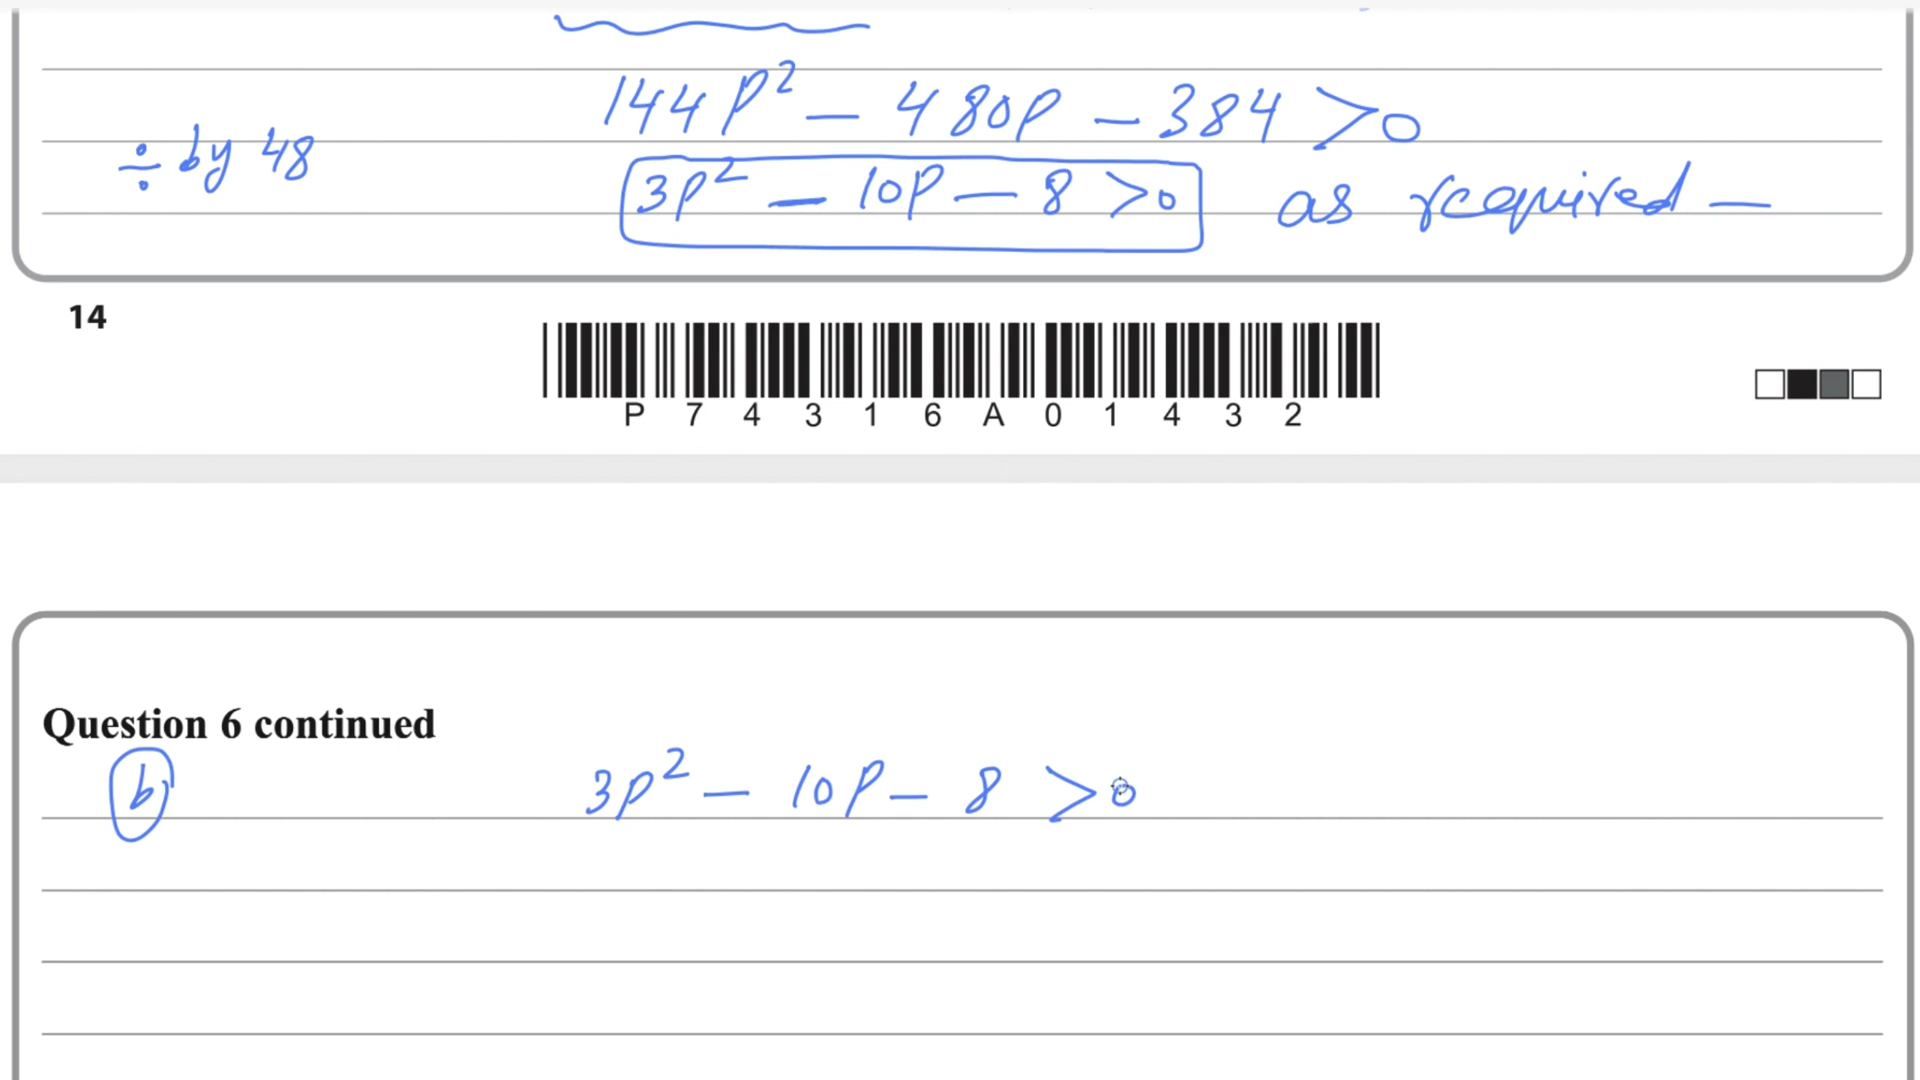 144p² – 480p – 384 >0
÷ by 48
3p² – 10p – 8 >0 as required –
14
P 7 4 3 1 6 A 0 1 4 3 2
Question 6 continued
b) 3p² – 10p – 8 >0